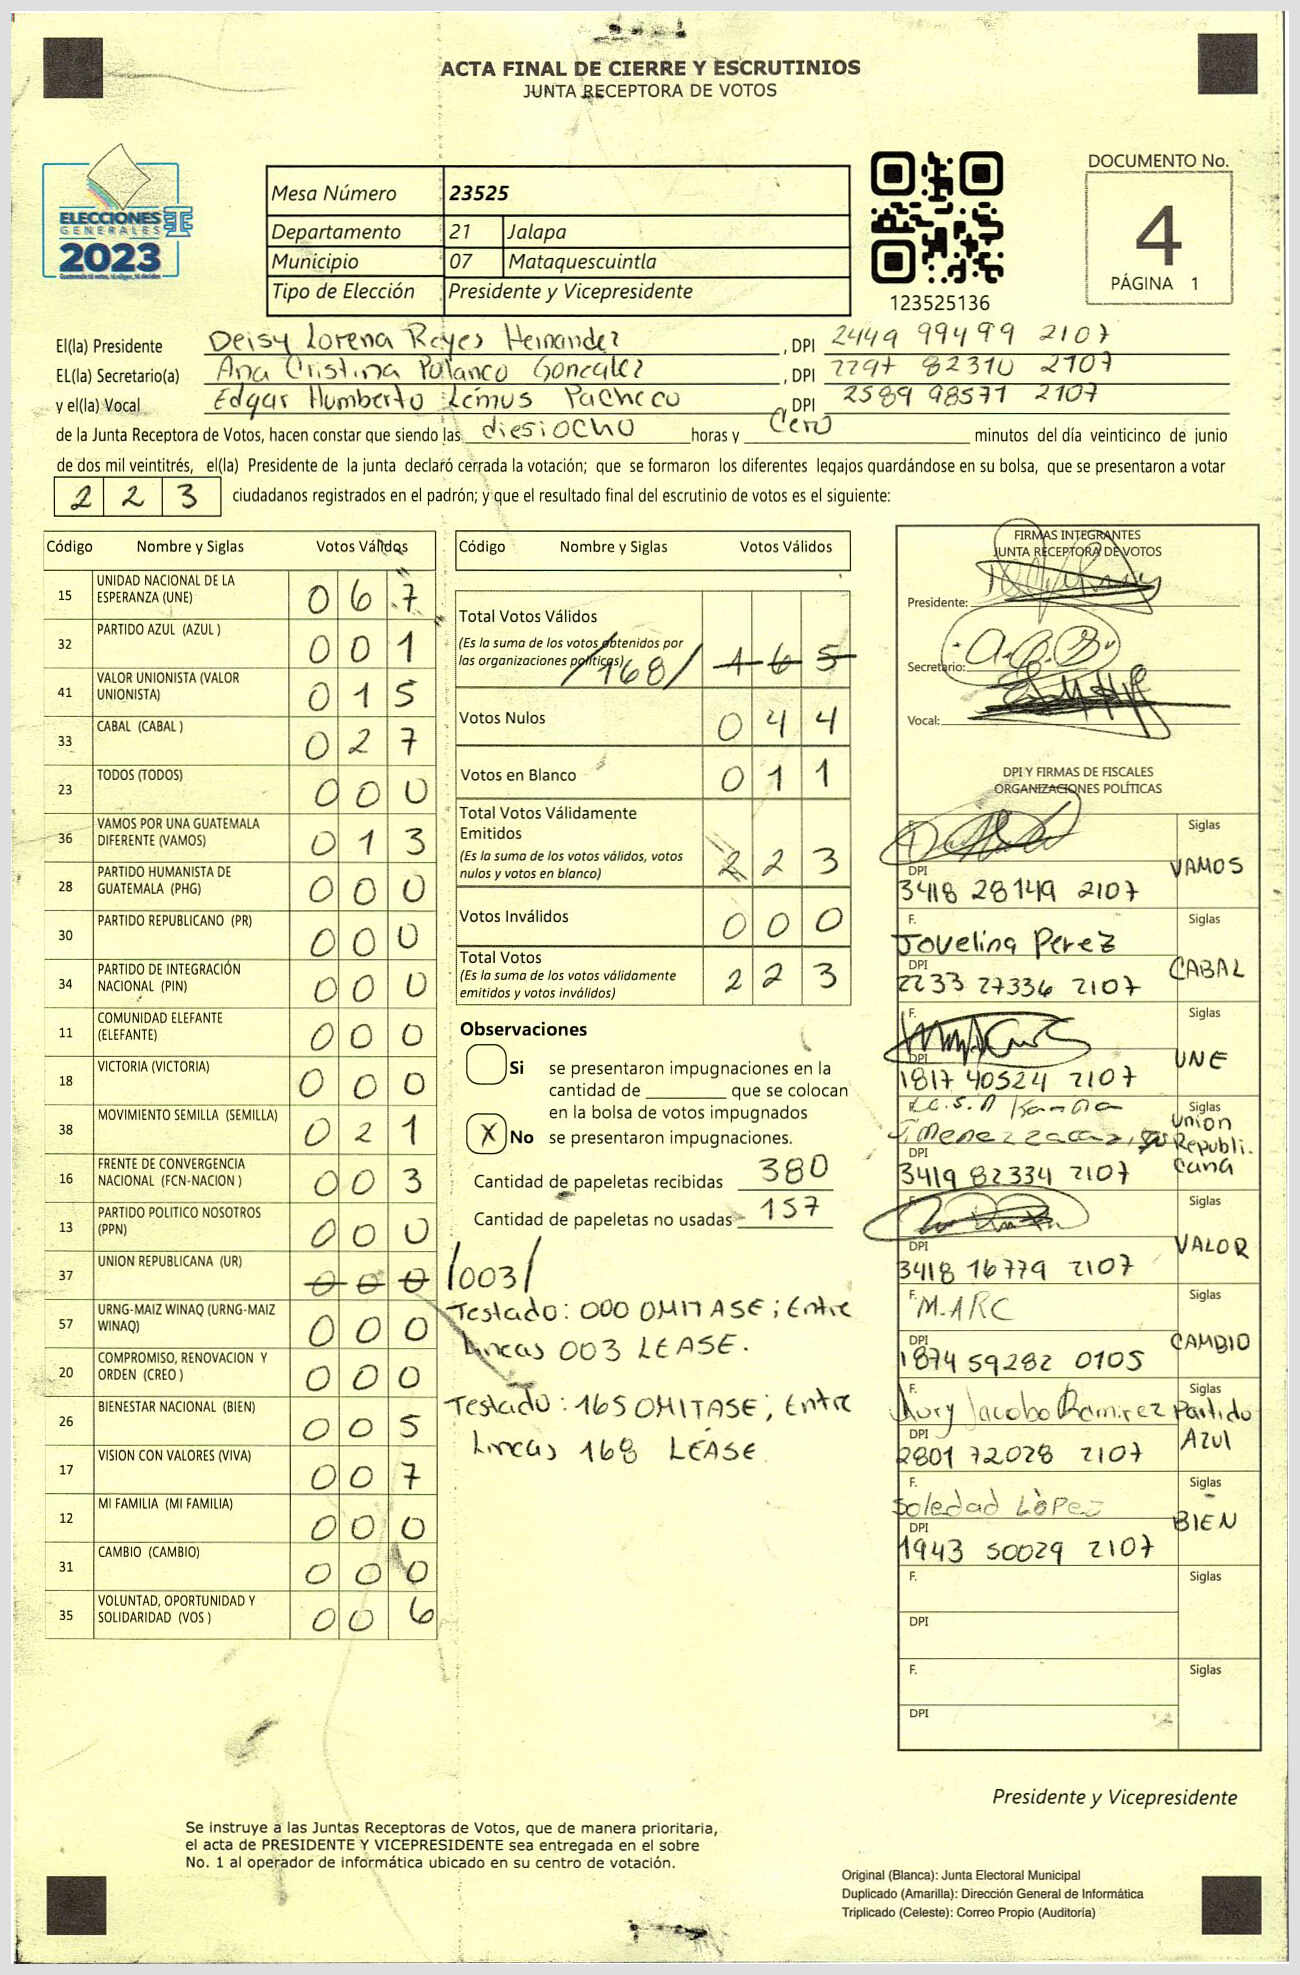 ACTA FINAL DE CIERRE Y ESCRUTINIOS
JUNTA RECEPTORA DE VOTOS
ELECCIONES
GENERALES
2023
TSE
Mesa Número 23525
Departamento 21 Jalapa
Municipio 07 Mataquescuintla
Tipo de Elección Presidente y Vicepresidente
123525136
DOCUMENTO No.
4
PÁGINA 1
El(la) Presidente Deisy Lorena Reyes Hernandez , DPI 2449 99499 2107
EL(la) Secretario(a) Ana Cristina Polanco Gonzalez , DPI 2297 82310 2107
y el(la) Vocal Edgar Humberto Lemus Pacheco , DPI 2589 98571 2107
de la Junta Receptora de Votos, hacen constar que siendo las diesiocho horas y Cero minutos del día veinticinco de junio
de dos mil veintitrés, el(la) Presidente de la junta declaró cerrada la votación; que se formaron los diferentes legajos guardándose en su bolsa, que se presentaron a votar
2 2 3 ciudadanos registrados en el padrón; y que el resultado final del escrutinio de votos es el siguiente:
Código Nombre y Siglas Votos Válidos
15 UNIDAD NACIONAL DE LA ESPERANZA (UNE) 0 6 7
32 PARTIDO AZUL (AZUL ) 0 0 1
41 VALOR UNIONISTA (VALOR UNIONISTA) 0 1 5
33 CABAL (CABAL ) 0 2 7
23 TODOS (TODOS) 0 0 0
36 VAMOS POR UNA GUATEMALA DIFERENTE (VAMOS) 0 1 3
28 PARTIDO HUMANISTA DE GUATEMALA (PHG) 0 0 0
30 PARTIDO REPUBLICANO (PR) 0 0 0
34 PARTIDO DE INTEGRACIÓN NACIONAL (PIN) 0 0 0
11 COMUNIDAD ELEFANTE (ELEFANTE) 0 0 0
18 VICTORIA (VICTORIA) 0 0 0
38 MOVIMIENTO SEMILLA (SEMILLA) 0 2 1
16 FRENTE DE CONVERGENCIA NACIONAL (FCN-NACION ) 0 0 3
13 PARTIDO POLITICO NOSOTROS (PPN) 0 0 0
37 UNION REPUBLICANA (UR) 0 0 0 /003/
57 URNG-MAIZ WINAQ (URNG-MAIZ WINAQ) 0 0 0
20 COMPROMISO, RENOVACION Y ORDEN (CREO ) 0 0 0
26 BIENESTAR NACIONAL (BIEN) 0 0 5
17 VISION CON VALORES (VIVA) 0 0 7
12 MI FAMILIA (MI FAMILIA) 0 0 0
31 CAMBIO (CAMBIO) 0 0 0
35 VOLUNTAD, OPORTUNIDAD Y SOLIDARIDAD (VOS ) 0 0 6
Código Nombre y Siglas Votos Válidos
Total Votos Válidos
(Es la suma de los votos obtenidos por
las organizaciones políticas) /168/ 1 6 5
Votos Nulos 0 4 4
Votos en Blanco 0 1 1
Total Votos Válidamente
Emitidos
(Es la suma de los votos válidos, votos
nulos y votos en blanco) 2 2 3
Votos Inválidos 0 0 0
Total Votos
(Es la suma de los votos válidamente
emitidos y votos inválidos) 2 2 3
Observaciones
Si se presentaron impugnaciones en la
cantidad de ________ que se colocan
en la bolsa de votos impugnados
X No se presentaron impugnaciones.
Cantidad de papeletas recibidas 380
Cantidad de papeletas no usadas 157
Testado: 000 OMITASE; Entre
Lineas 003 LEASE.
Testado: 165 OMITASE; Entre
Lineas 168 LEASE
FIRMAS INTEGRANTES
JUNTA RECEPTORA DE VOTOS
Presidente:
Secretario:
Vocal:
DPI Y FIRMAS DE FISCALES
ORGANIZACIONES POLÍTICAS
F. Siglas
VAMOS
DPI
3418 28149 2107
F. Siglas
Jovelina Perez
CABAL
DPI
2233 27336 2107
F. Siglas
UNE
DPI
1817 40524 2107
F. Siglas
Union
Republi.
cana
DPI
3419 82334 2107
F. Siglas
VALOR
DPI
3418 16779 2107
F. Siglas
M.ARC
CAMBIO
DPI
1874 59282 0105
F. Siglas
Aury Jacobo Ramirez Partido
Azul
DPI
2801 72028 2107
F. Siglas
Soledad López
BIEN
DPI
1943 50029 2107
F. Siglas
DPI
F. Siglas
DPI
Presidente y Vicepresidente
Se instruye a las Juntas Receptoras de Votos, que de manera prioritaria,
el acta de PRESIDENTE Y VICEPRESIDENTE sea entregada en el sobre
No. 1 al operador de informática ubicado en su centro de votación.
Original (Blanca): Junta Electoral Municipal
Duplicado (Amarilla): Dirección General de Informática
Triplicado (Celeste): Correo Propio (Auditoría)